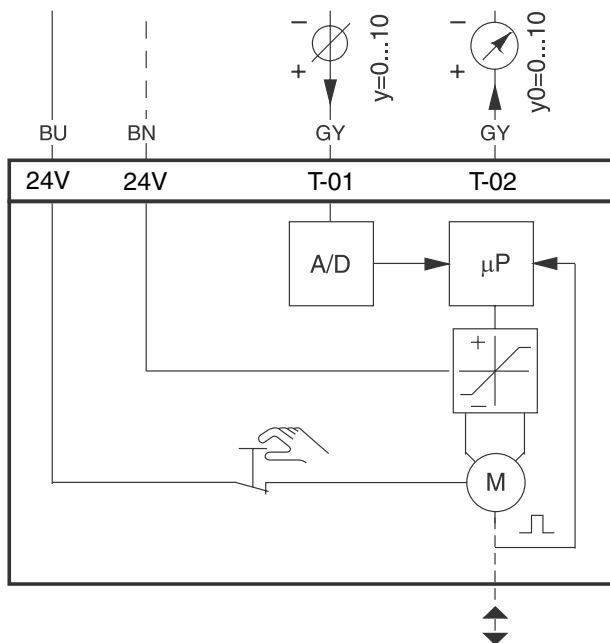 y=0...10
y0=0...10
BU
BN
GY
GY
24V
24V
T-01
T-02
A/D
µP
M